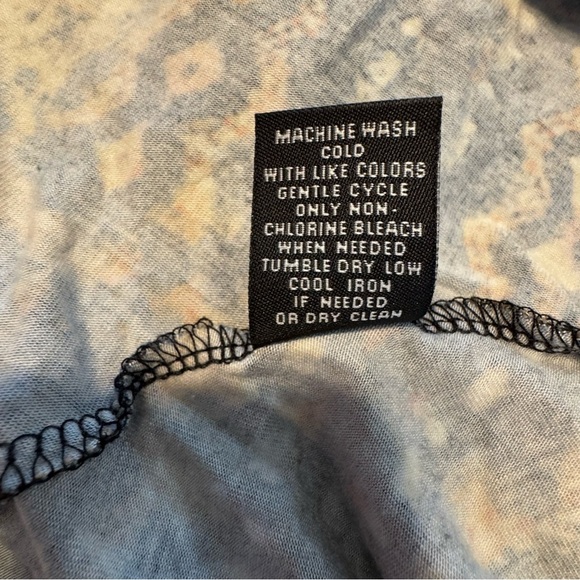 MACHINE WASH
COLD
WITH LIKE COLORS
GENTLE CYCLE
ONLY NON-
CHLORINE BLEACH
WHEN NEEDED
TUMBLE DRY LOW
COOL IRON
IF NEEDED
OR DRY CLEAN